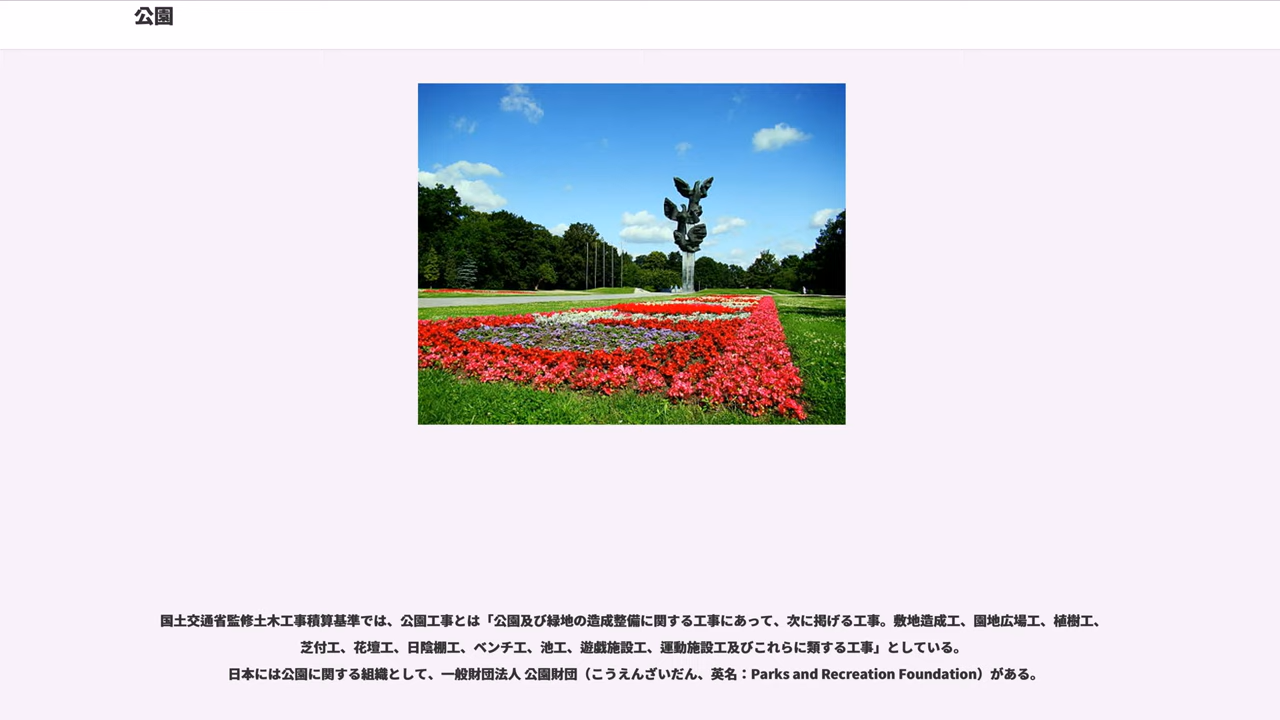 公園
国土交通省監修土木工事積算基準では、公園工事とは「公園及び緑地の造成整備に関する工事にあって、次に掲げる工事。敷地造成工、園地広場工、植樹工、
芝付工、花壇工、日陰棚工、ベンチ工、池工、遊戯施設工、運動施設工及びこれらに類する工事」としている。
日本には公園に関する組織として、一般財団法人 公園財団（こうえんざいだん、英名：Parks and Recreation Foundation）がある。